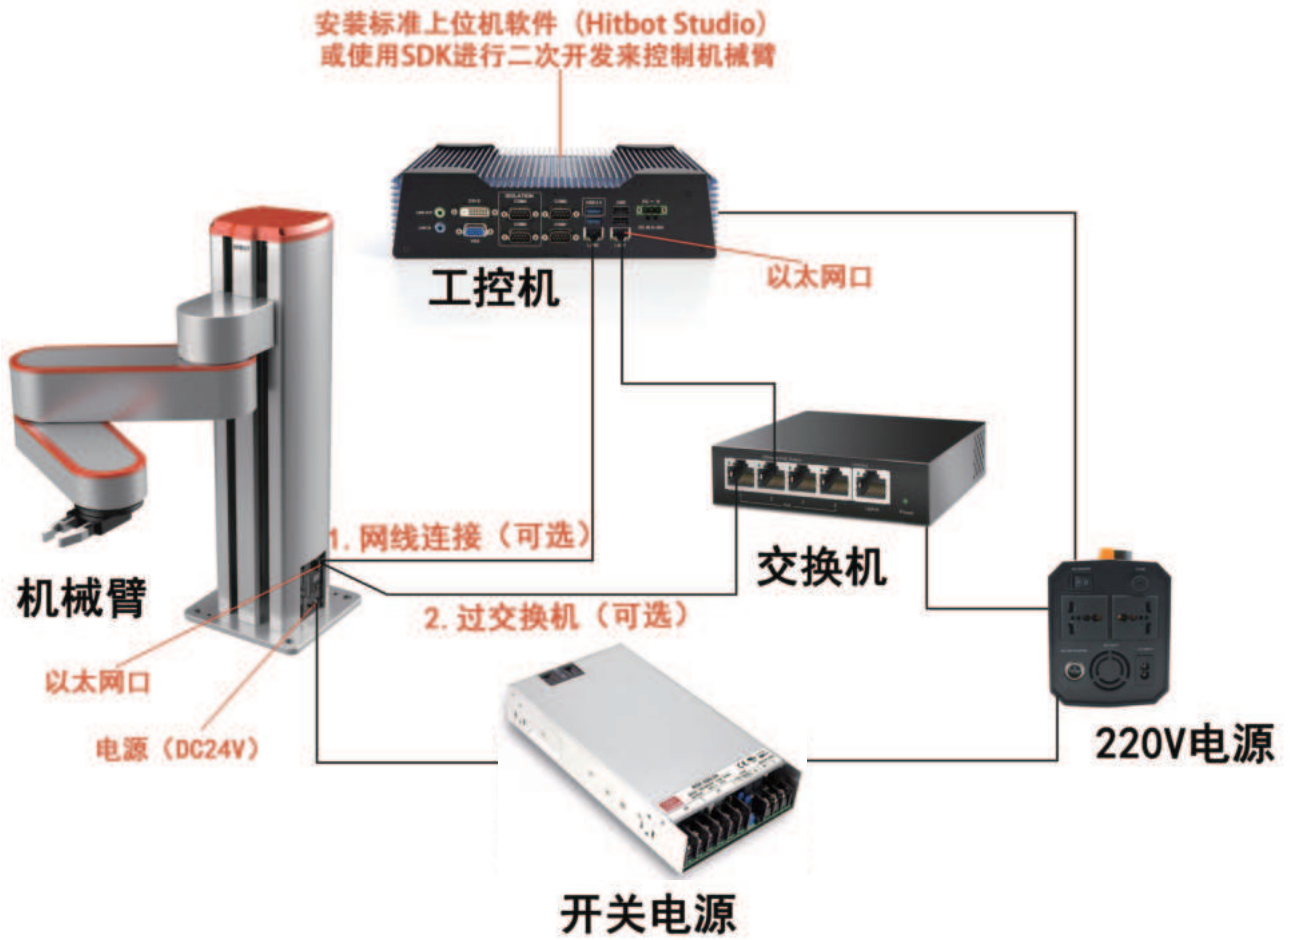 安装标准上位机软件（Hitbot Studio）
或使用SDK进行二次开发来控制机械臂
工控机
以太网口
1. 网线连接（可选）
交换机
机械臂
2. 过交换机（可选）
以太网口
电源（DC24V）
220V电源
开关电源